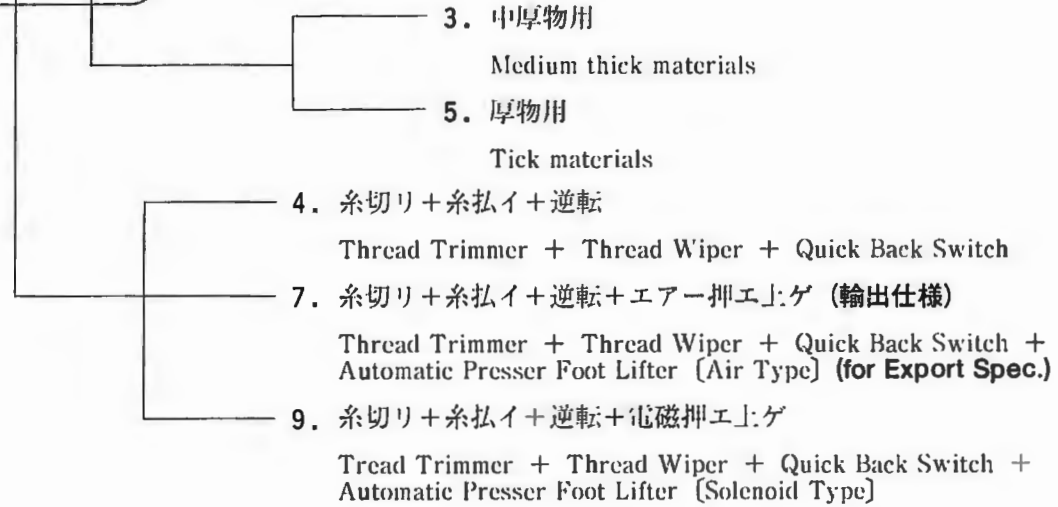 3. 中厚物用
Medium thick materials
5. 厚物用
Tick materials
4. 糸切リ+糸払イ+逆転
Thread Trimmer + Thread Wiper + Quick Back Switch
7. 糸切リ+糸払イ+逆転+エアー押エ上ゲ (輸出仕様)
Thread Trimmer + Thread Wiper + Quick Back Switch +
Automatic Presser Foot Lifter [Air Type] (for Export Spec.)
9. 糸切リ+糸払イ+逆転+電磁押エ上ゲ
Tread Trimmer + Thread Wiper + Quick Back Switch +
Automatic Presser Foot Lifter [Solenoid Type]